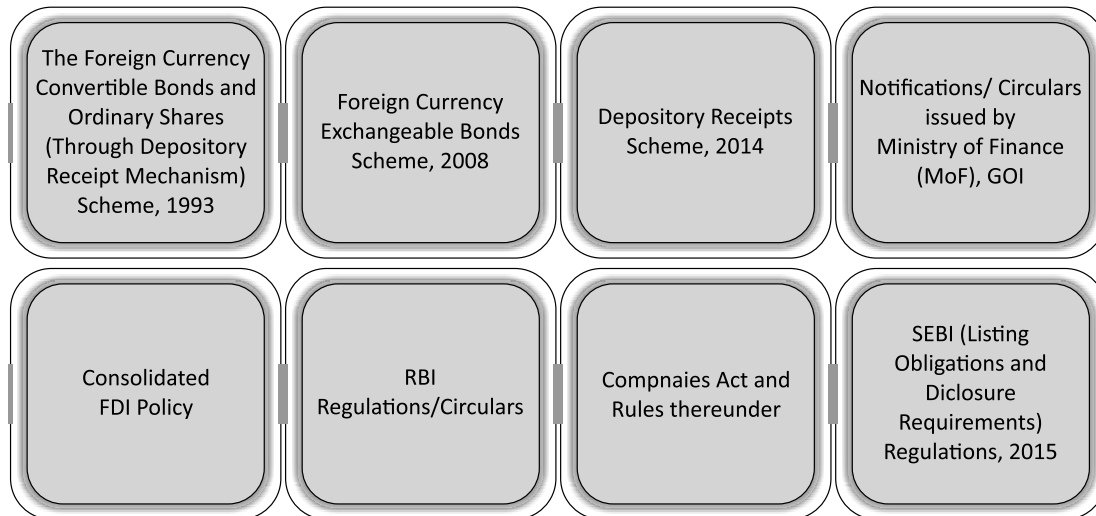 The Foreign Currency
Convertible Bonds and
Ordinary Shares
(Through Depository
Receipt Mechanism)
Scheme, 1993
Foreign Currency
Exchangeable Bonds
Scheme, 2008
Depository Receipts
Scheme, 2014
Notifications/ Circulars
issued by
Ministry of Finance
(MoF), GOI
Consolidated
FDI Policy
RBI
Regulations/Circulars
Compnaies Act and
Rules thereunder
SEBI (Listing
Obligations and
Diclosure
Requirements)
Regulations, 2015